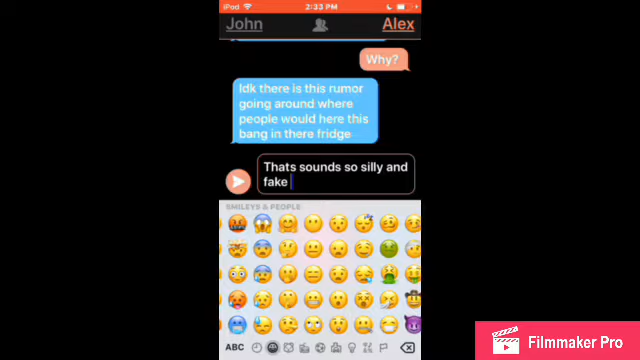 iPod 2:33 PM
John Alex
Why?
Idk there is this rumor
going around where
people would here this
bang in there fridge
Thats sounds so silly and
fake
SMILEYS & PEOPLE
ABC
Filmmaker Pro